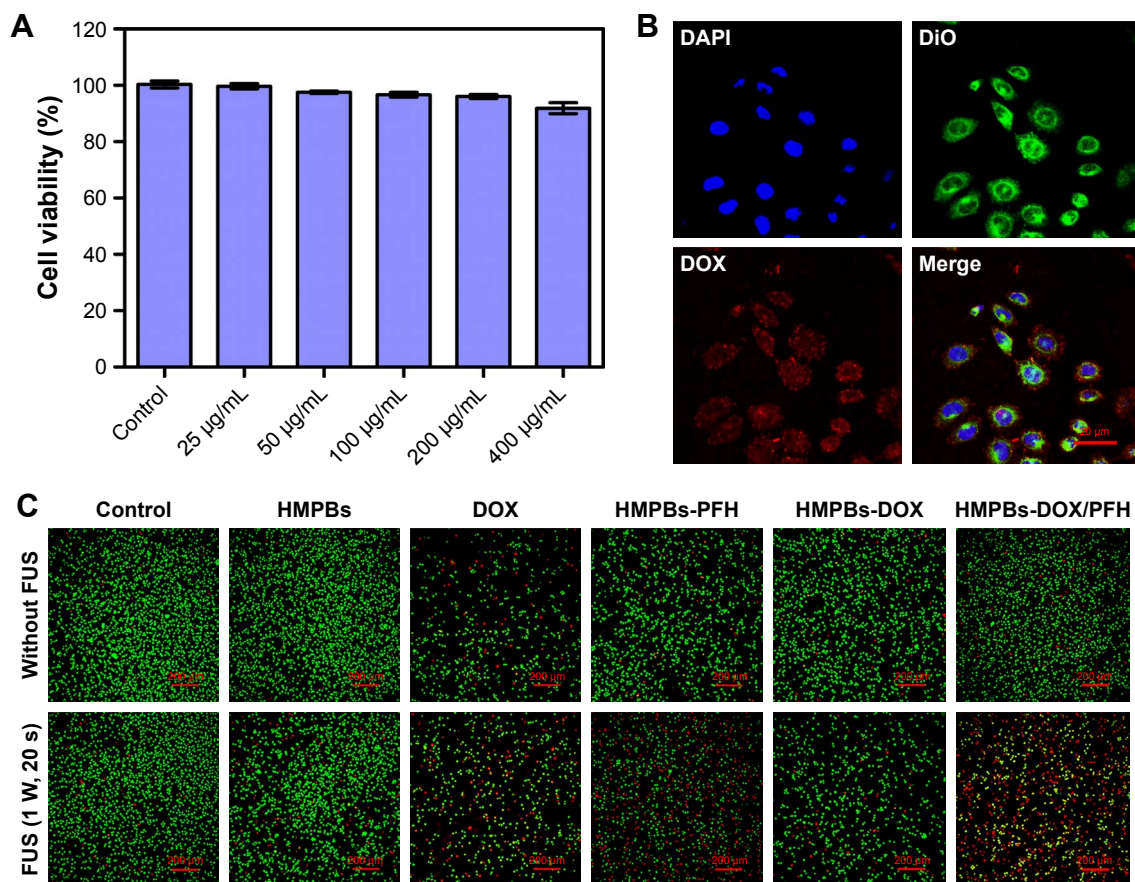 A
Cell viability (%)
120
100
80
60
40
20
0
Control
25 µg/mL
50 µg/mL
100 µg/mL
200 µg/mL
400 µg/mL
B
DAPI
DiO
DOX
Merge
20 µm
C
Control HMPBs DOX HMPBs-PFH HMPBs-DOX HMPBs-DOX/PFH
Without FUS
200 µm 200 µm 200 µm 200 µm 200 µm 200 µm
FUS (1 W, 20 s)
200 µm 200 µm 200 µm 200 µm 200 µm 200 µm